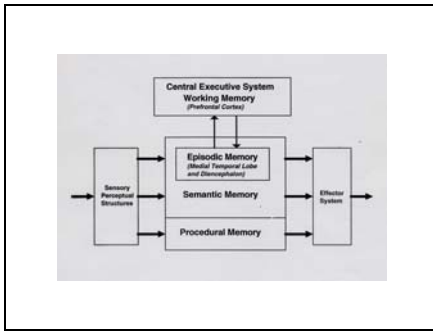 Central Executive System
Working Memory
(Prefrontal Cortex)
Episodic Memory
(Medial Temporal Lobe
and Diencephalon)
Sensory
Perceptual
Structures
Semantic Memory
Effector
System
Procedural Memory